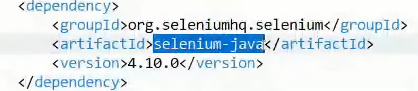 <dependency>
<groupId>org.seleniumhq.selenium</groupId>
<artifactId>selenium-java</artifactId>
<version>4.10.0</version>
</dependency>